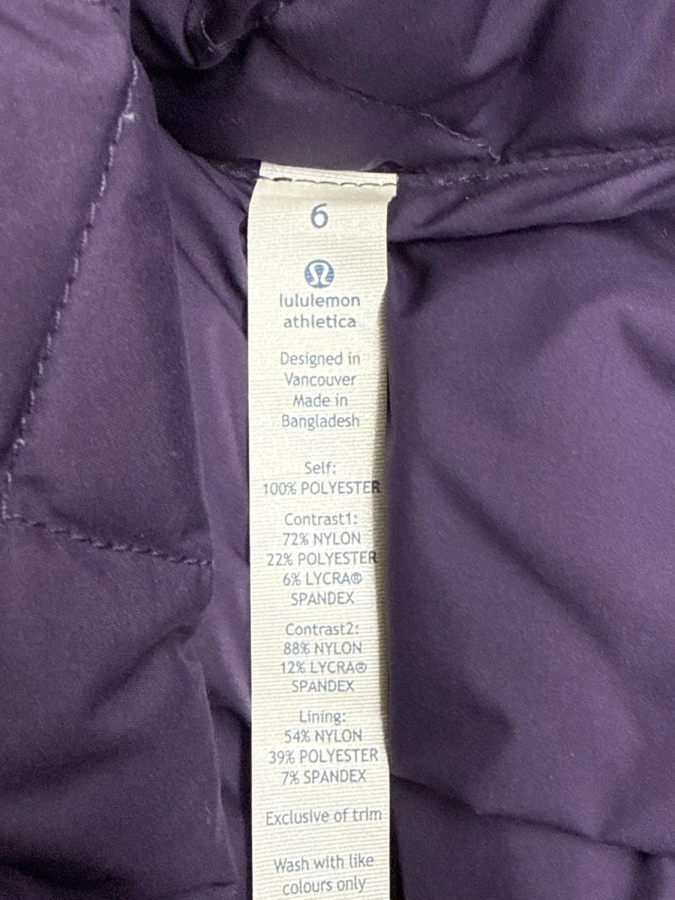 6
lululemon
athletica
Designed in
Vancouver
Made in
Bangladesh
Self:
100% POLYESTER
Contrast1:
72% NYLON
22% POLYESTER
6% LYCRA®
SPANDEX
Contrast2:
88% NYLON
12% LYCRA®
SPANDEX
Lining:
54% NYLON
39% POLYESTER
7% SPANDEX
Exclusive of trim
Wash with like
colours only